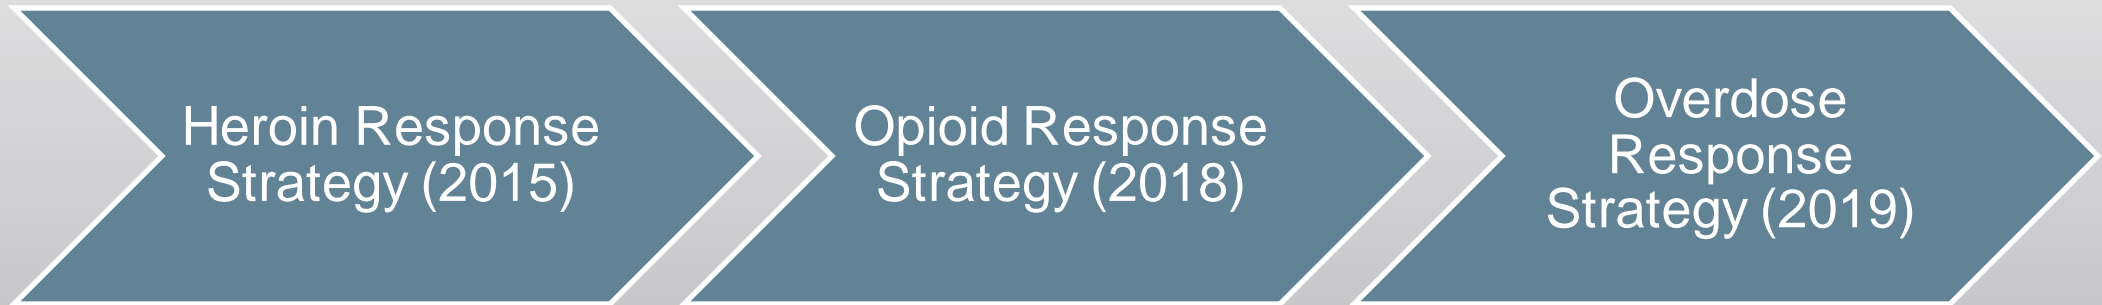 Heroin Response
Strategy (2015)
Opioid Response
Strategy (2018)
Overdose
Response
Strategy (2019)